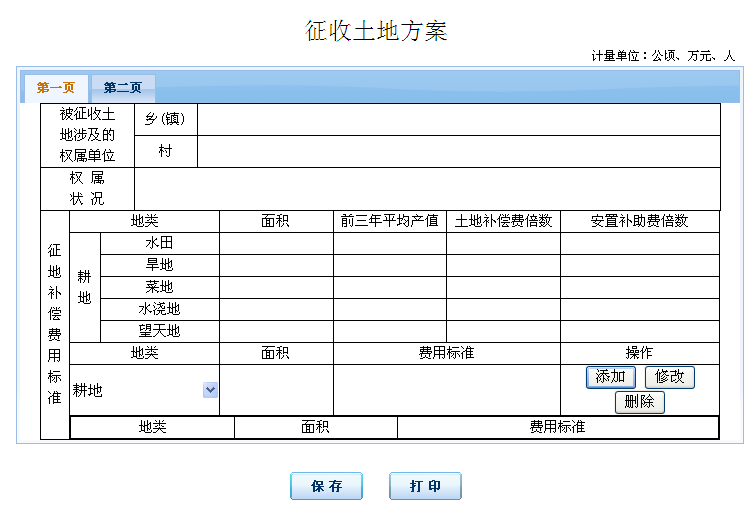 征收土地方案
计量单位：公顷、万元、人
第一页 第二页
被征收土
地涉及的
权属单位
乡(镇)
村
权 属
状 况
征
地
补
偿
费
用
标
准
地类 面积 前三年平均产值 土地补偿费倍数 安置补助费倍数
耕
地
水田
旱地
菜地
水浇地
望天地
地类 面积 费用标准 操作
耕地
添加 修改
删除
地类 面积 费用标准
保存 打印